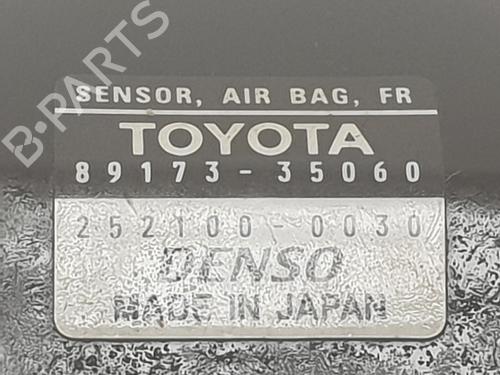 SENSOR, AIR BAG, FR
TOYOTA
89173-35060
252100-0030
DENSO
MADE IN JAPAN
B-PARTS